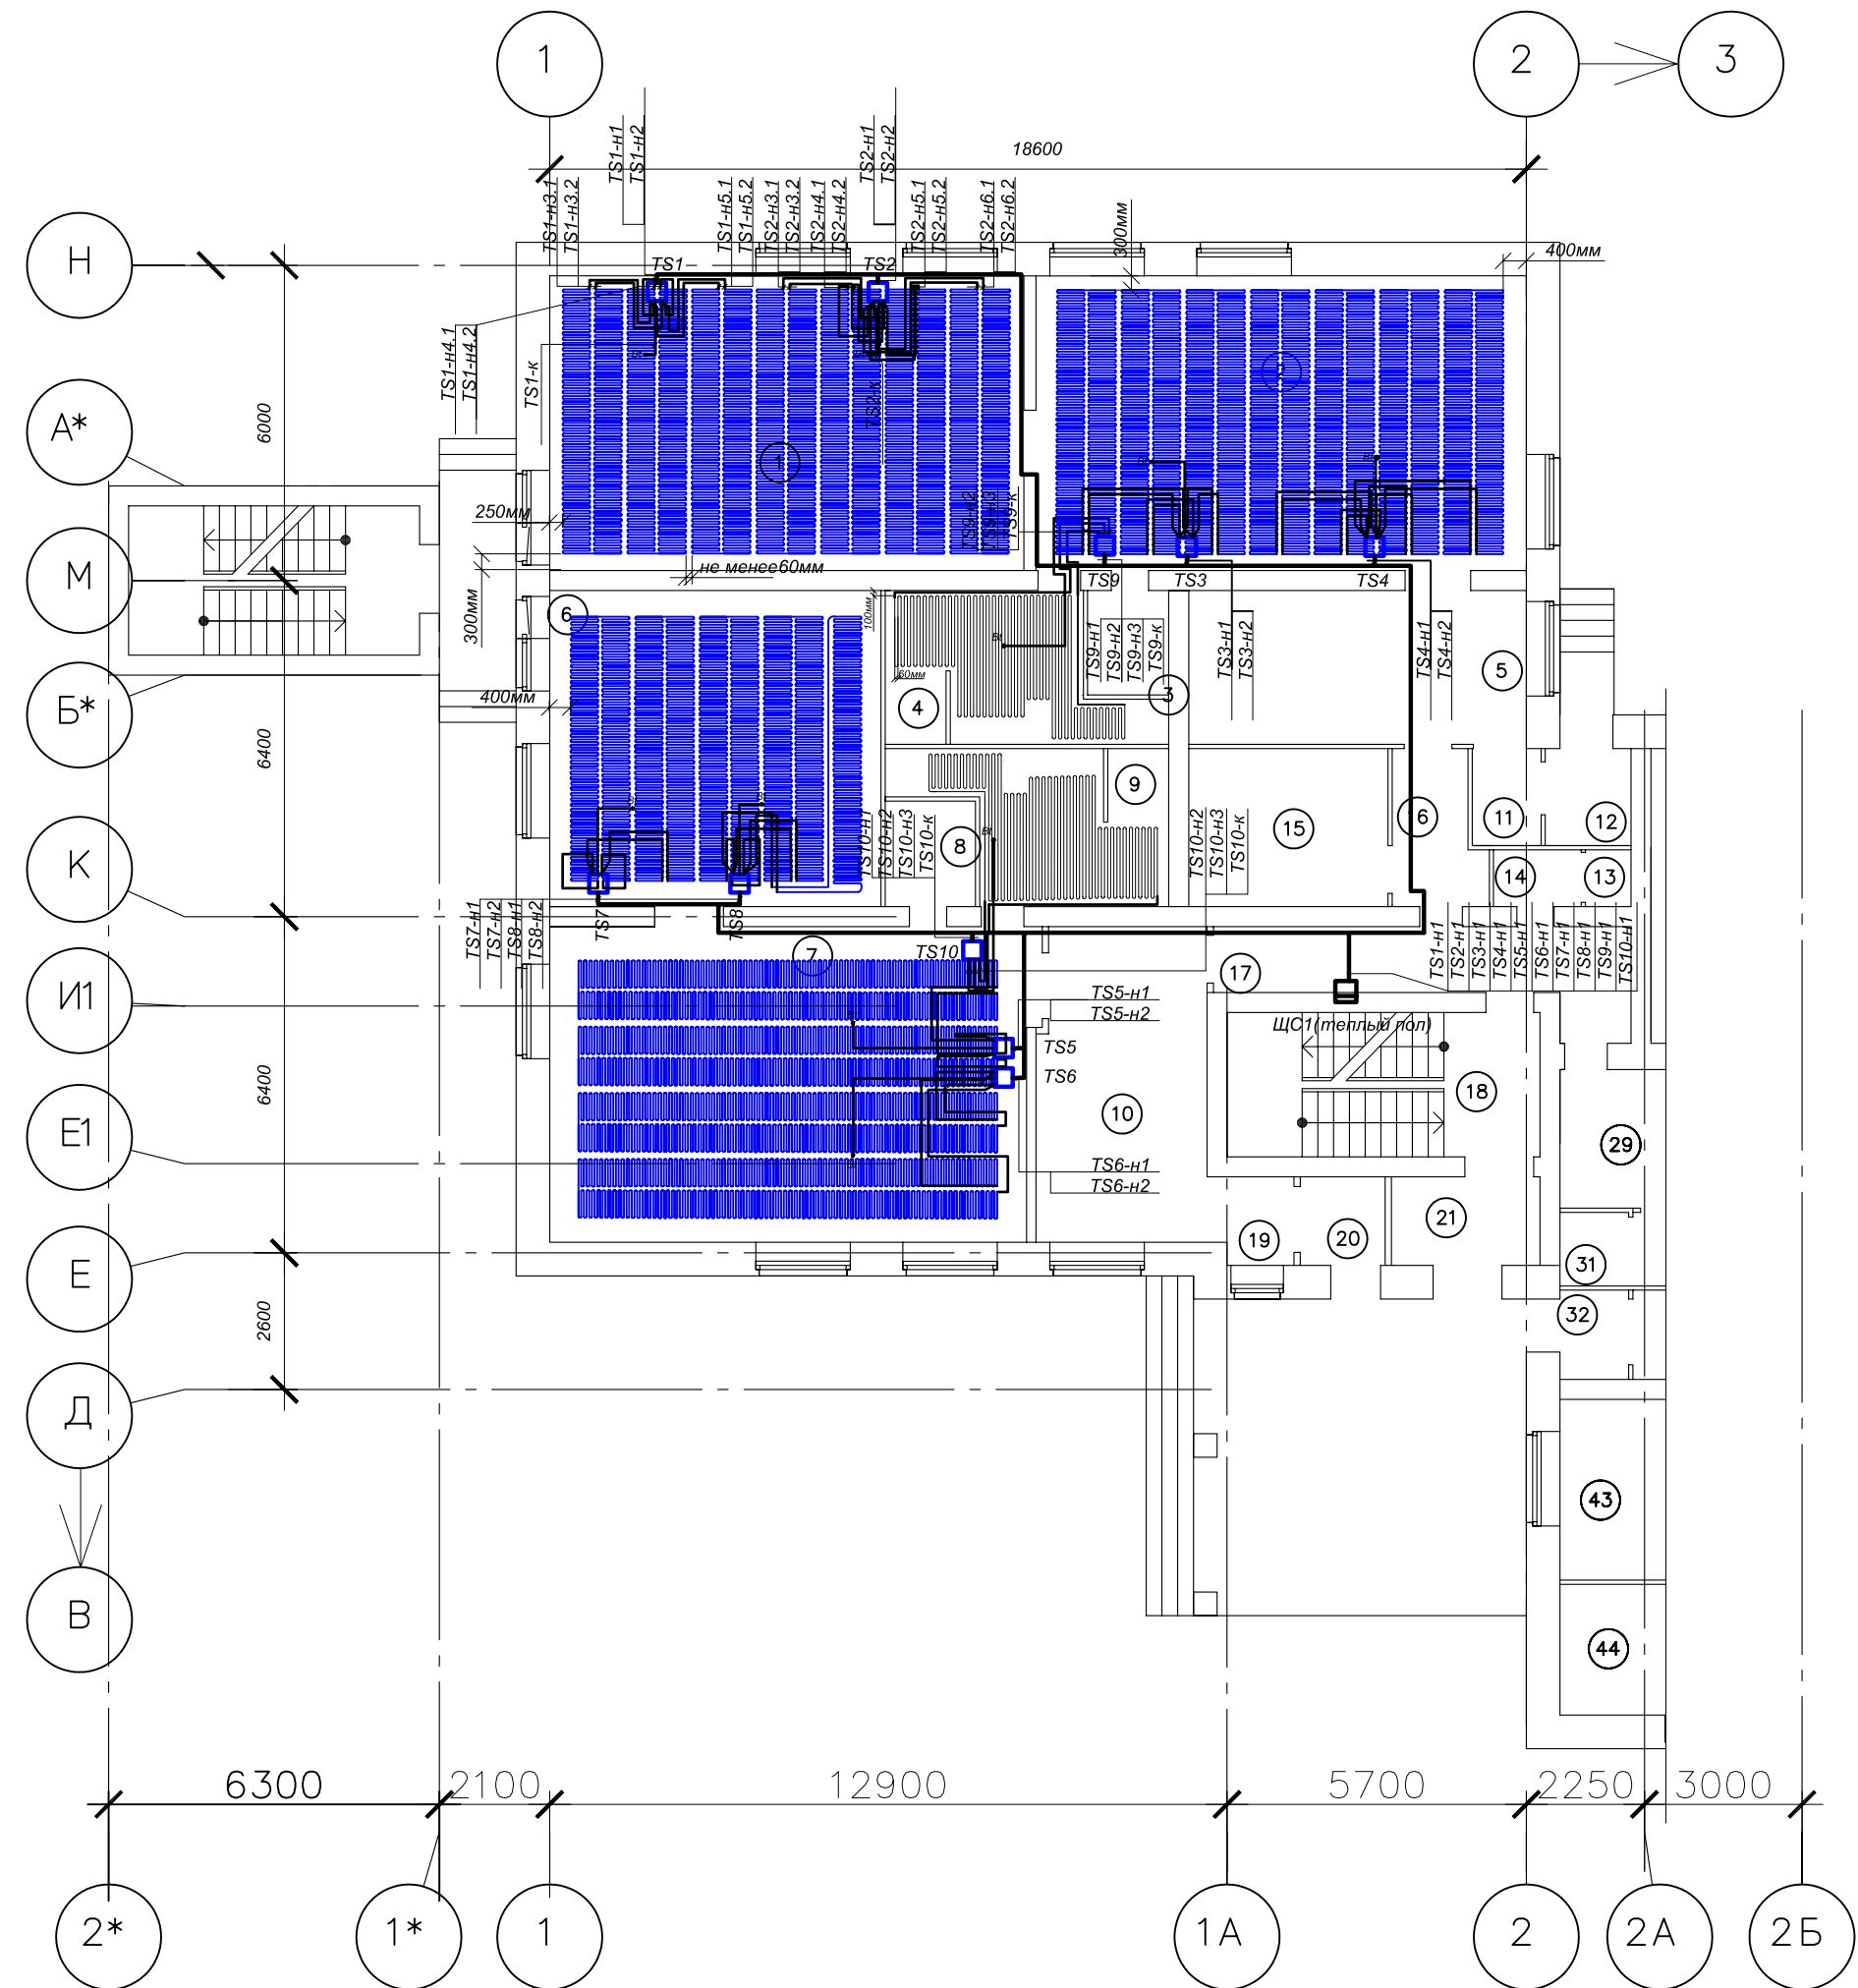 1
2
3
18600
TS1-н1
TS1-н2
TS2-н1
TS2-н2
TS1-н3.1
TS1-н3.2
TS1-н5.1
TS1-н5.2
TS2-н3.1
TS2-н3.2
TS2-н4.1
TS2-н4.2
TS2-н5.1
TS2-н5.2
TS2-н6.1
TS2-н6.2
300мм
400мм
Н
TS1
TS2
TS1-н4.1
TS1-н4.2
TS1-к
Bt
TS2-к
2
А*
6000
1
Bt
Bt
250мм
TS9-н2
TS9-н3
TS9-к
М
не менее60мм
TS9
TS3
TS4
300мм
6
100мм
Bt
60мм
TS9-н1
TS9-н2
TS9-н3
TS9-к
TS3-н1
TS3-н2
TS4-н1
TS4-н2
5
3
4
400мм
Б*
6400
9
Bt
Bt
Bt
TS10-н1
TS10-н2
TS10-н3
TS10-к
8
TS10-н2
TS10-н3
TS10-к
15
16
11
12
14
13
К
TS7-н1
TS7-н2
TS8-н1
TS8-н2
TS7
TS8
7
TS10
17
TS1-н1
TS2-н1
TS3-н1
TS4-н1
TS5-н1
TS6-н1
TS7-н1
TS8-н1
TS9-н1
TS10-н1
И1
TS5-н1
TS5-н2
Bt
ЩС1(теплый пол)
TS5
TS6
6400
18
10
Е1
29
Bt
TS6-н1
TS6-н2
19
20
21
Е
31
2600
32
Д
43
В
44
6300
2100
12900
5700
2250
3000
2*
1*
1
1А
2
2А
2Б